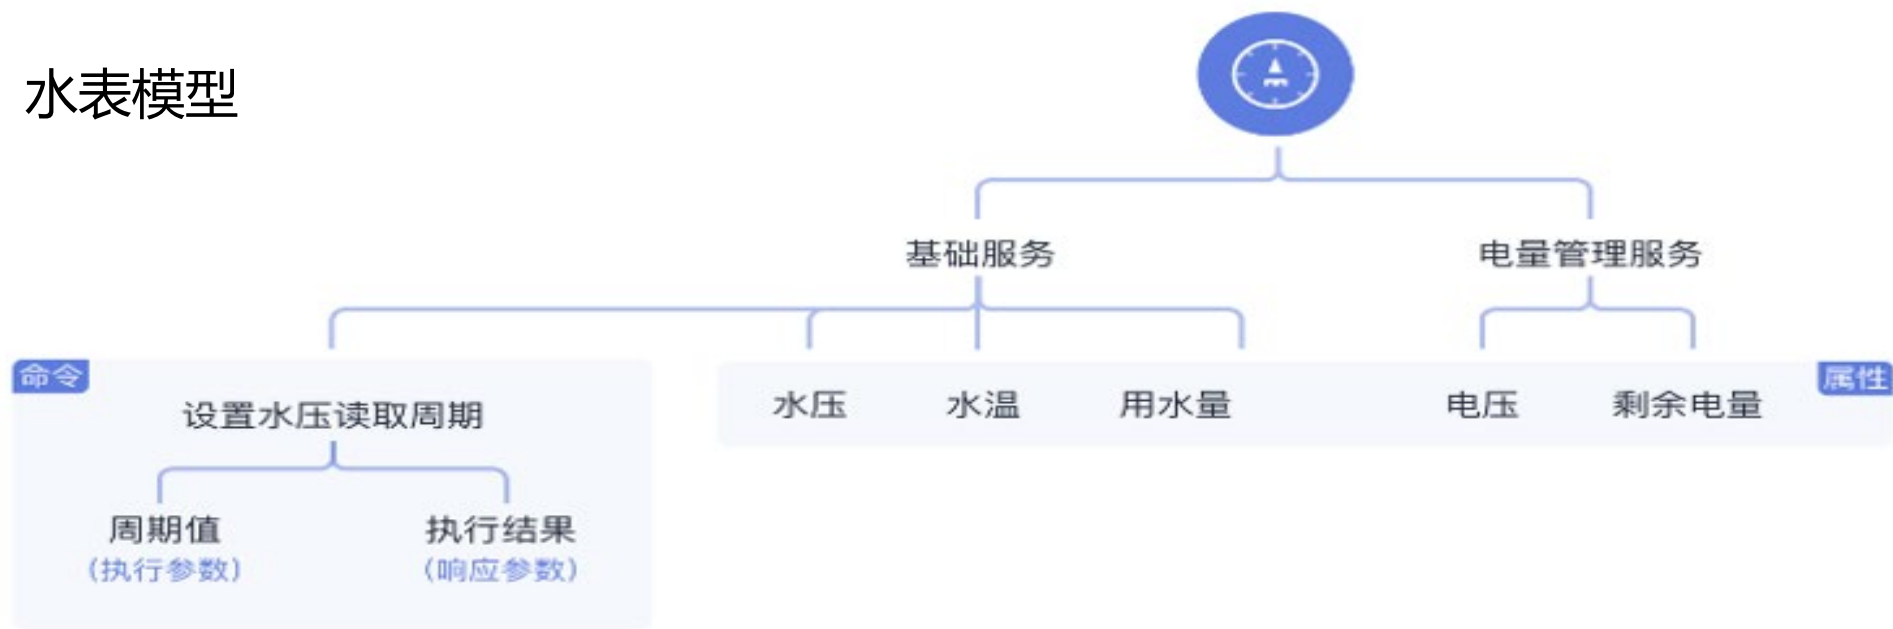 水表模型
基础服务
电量管理服务
命令
设置水压读取周期
周期值
(执行参数)
执行结果
(响应参数)
水压
水温
用水量
电压
剩余电量
属性